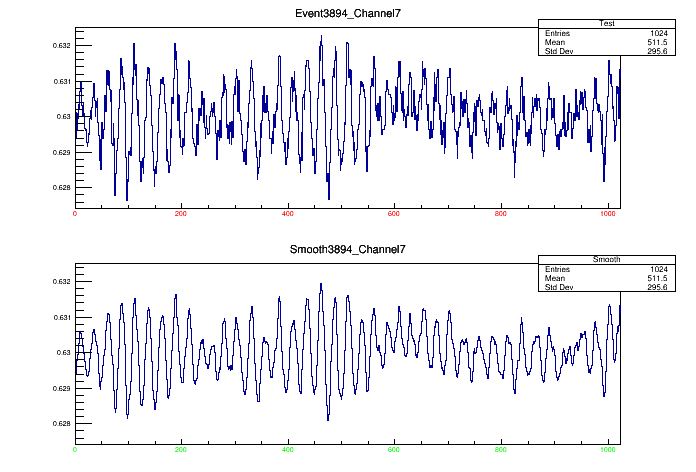 Event3894_Channel7
Test
Entries 1024
Mean 511.5
Std Dev 295.6
0.632
0.631
0.63
0.629
0.628
0 200 400 600 800 1000
Smooth3894_Channel7
Smooth
Entries 1024
Mean 511.5
Std Dev 295.6
0.632
0.631
0.63
0.629
0.628
0 200 400 600 800 1000